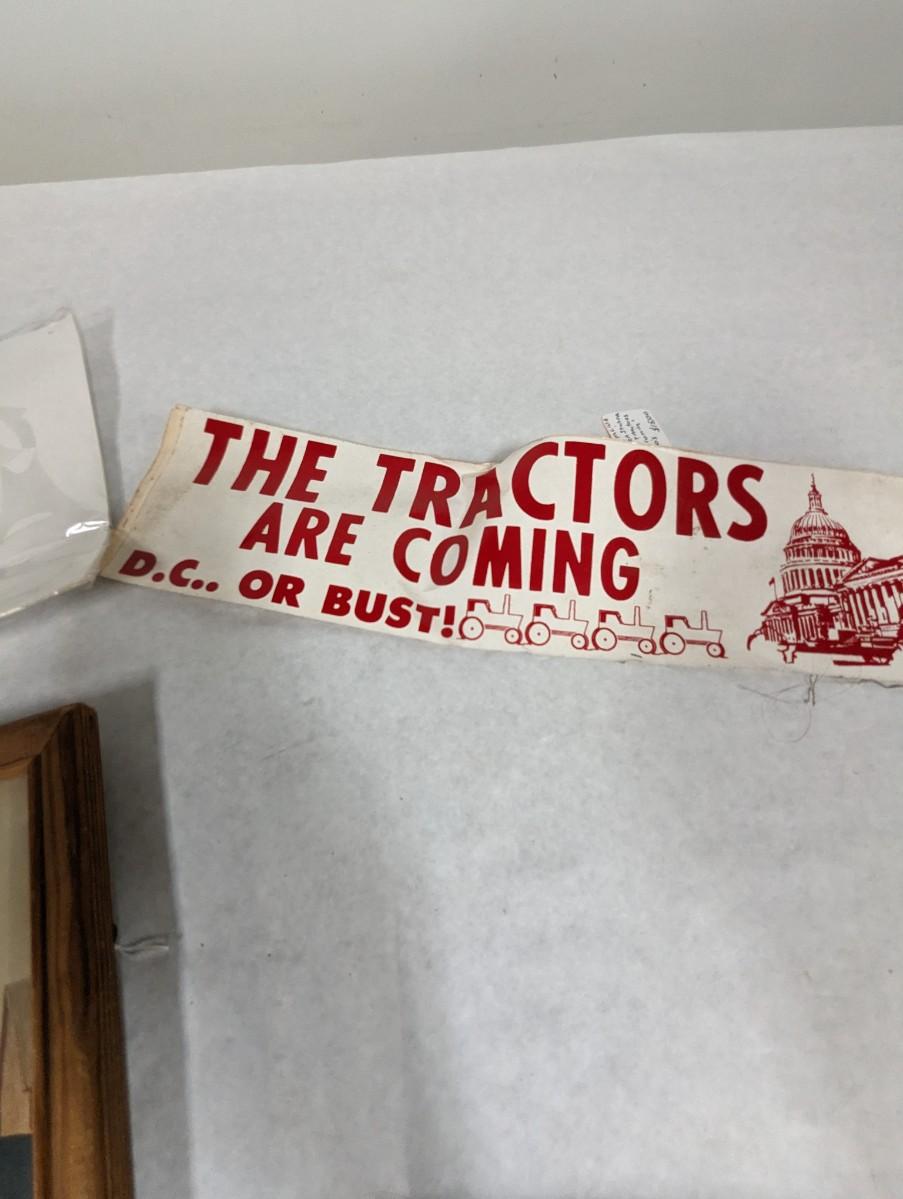 THE TRACTORS
ARE COMING
D.C.. OR BUST!